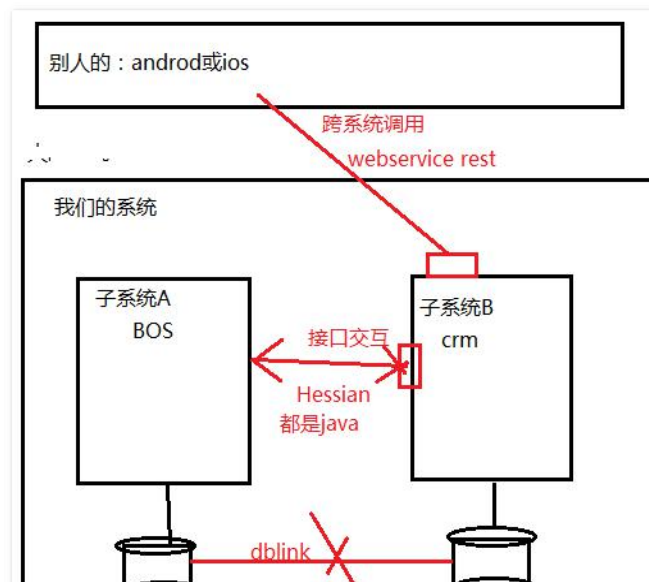 别人的：androd或ios
跨系统调用
webservice rest
我们的系统
子系统A
BOS
接口交互
子系统B
crm
Hessian
都是java
dblink